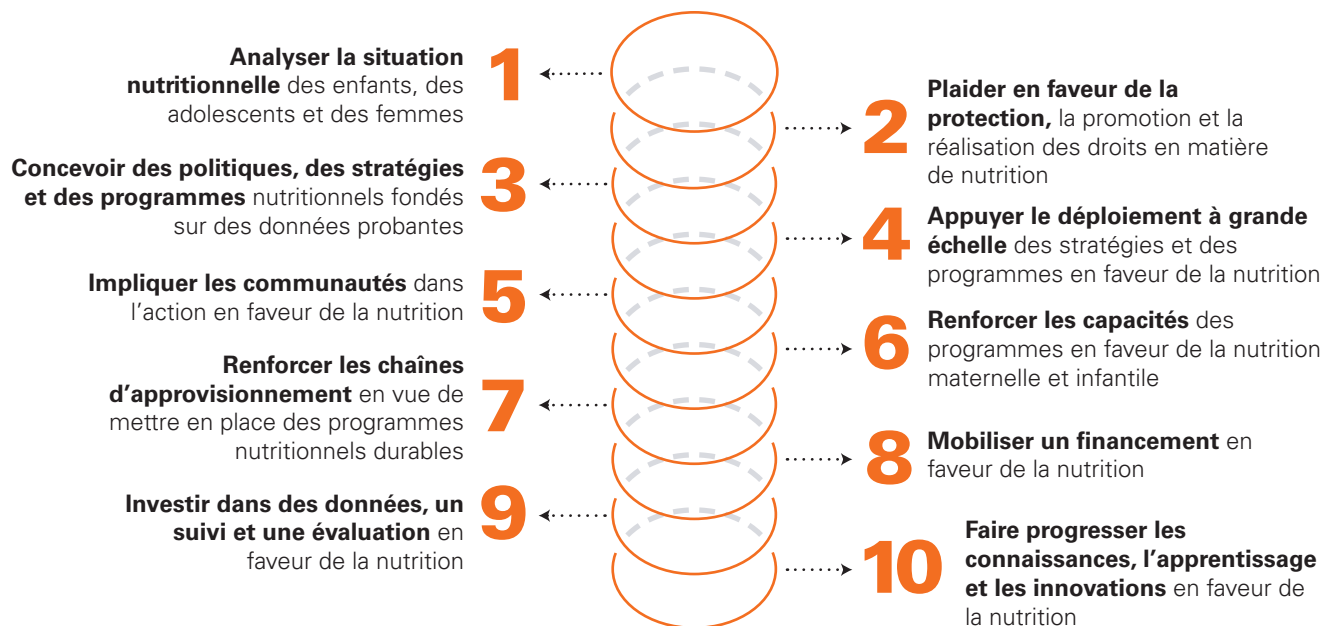 1
Analyser la situation
nutritionnelle des enfants, des
adolescents et des femmes
2
Plaider en faveur de la
protection, la promotion et la
réalisation des droits en matière
de nutrition
3
Concevoir des politiques, des stratégies
et des programmes nutritionnels fondés
sur des données probantes
4
Appuyer le déploiement à grande
échelle des stratégies et des
programmes en faveur de la nutrition
5
Impliquer les communautés dans
l’action en faveur de la nutrition
6
Renforcer les capacités des
programmes en faveur de la nutrition
maternelle et infantile
7
Renforcer les chaînes
d’approvisionnement en vue de
mettre en place des programmes
nutritionnels durables
8
Mobiliser un financement en
faveur de la nutrition
9
Investir dans des données, un
suivi et une évaluation en
faveur de la nutrition
10
Faire progresser les
connaissances, l’apprentissage
et les innovations en faveur de
la nutrition